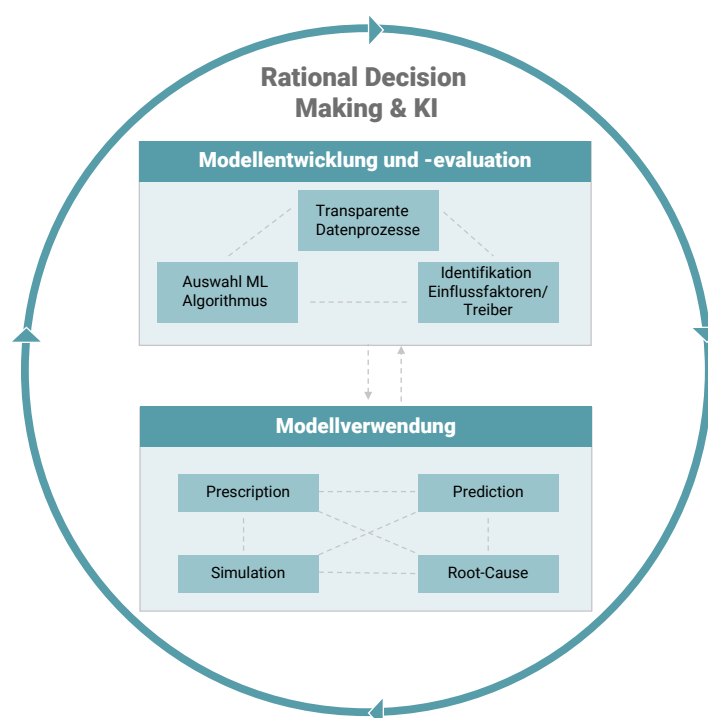 Rational Decision
Making & KI
Modellentwicklung und -evaluation
Transparente
Datenprozesse
Auswahl ML
Algorithmus
Identifikation
Einflussfaktoren/
Treiber
Modellverwendung
Prescription
Prediction
Simulation
Root-Cause